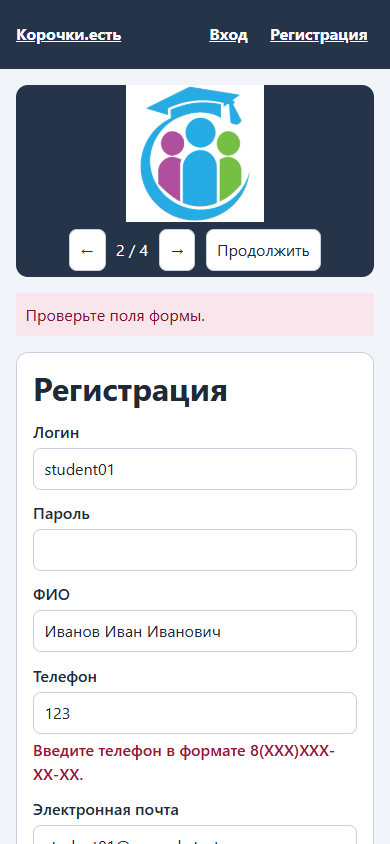 Корочки.есть Вход Регистрация
← 2 / 4 → Продолжить
Проверьте поля формы.
Регистрация
Логин
student01
Пароль
ФИО
Иванов Иван Иванович
Телефон
123
Введите телефон в формате 8(XXX)XXX-
XX-XX.
Электронная почта